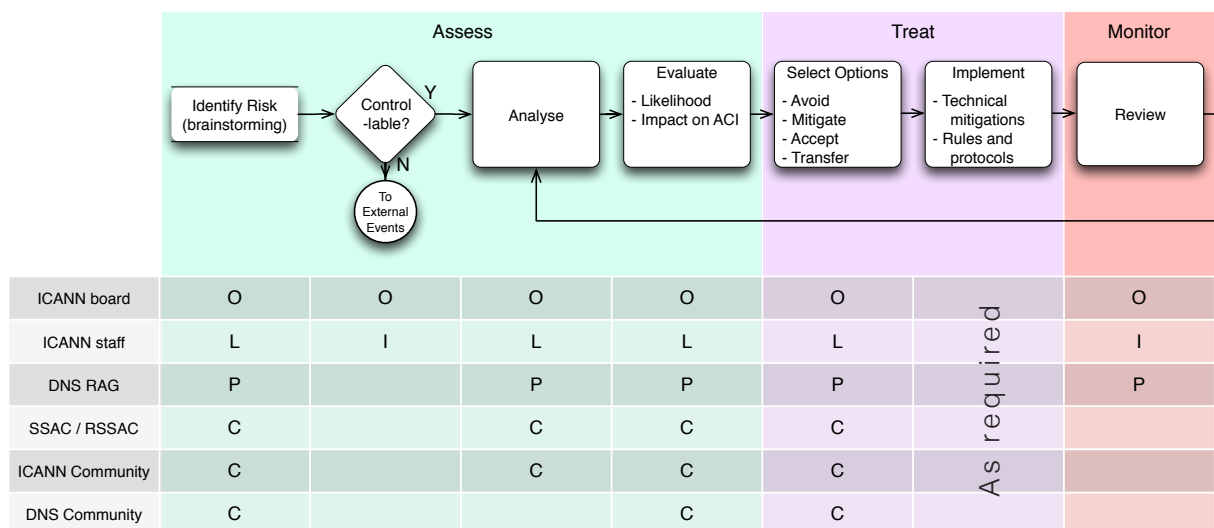 Assess
Treat
Monitor
Identify Risk
(brainstorming)
Control
-lable?
Y
N
To
External
Events
Analyse
Evaluate
- Likelihood
- Impact on ACI
Select Options
- Avoid
- Mitigate
- Accept
- Transfer
Implement
- Technical
mitigations
- Rules and
protocols
Review
ICANN board O O O O O O
ICANN staff L I L L L I
DNS RAG P P P P P
SSAC / RSSAC C C C C
ICANN Community C C C C
DNS Community C C C
As required